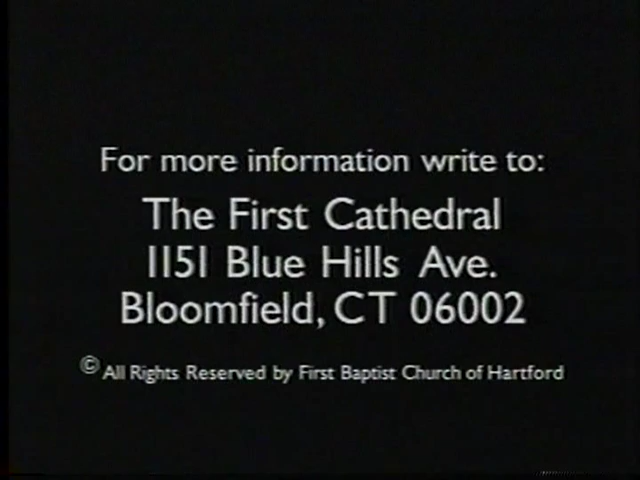 For more information write to:
The First Cathedral
1151 Blue Hills Ave.
Bloomfield, CT 06002
© All Rights Reserved by First Baptist Church of Hartford